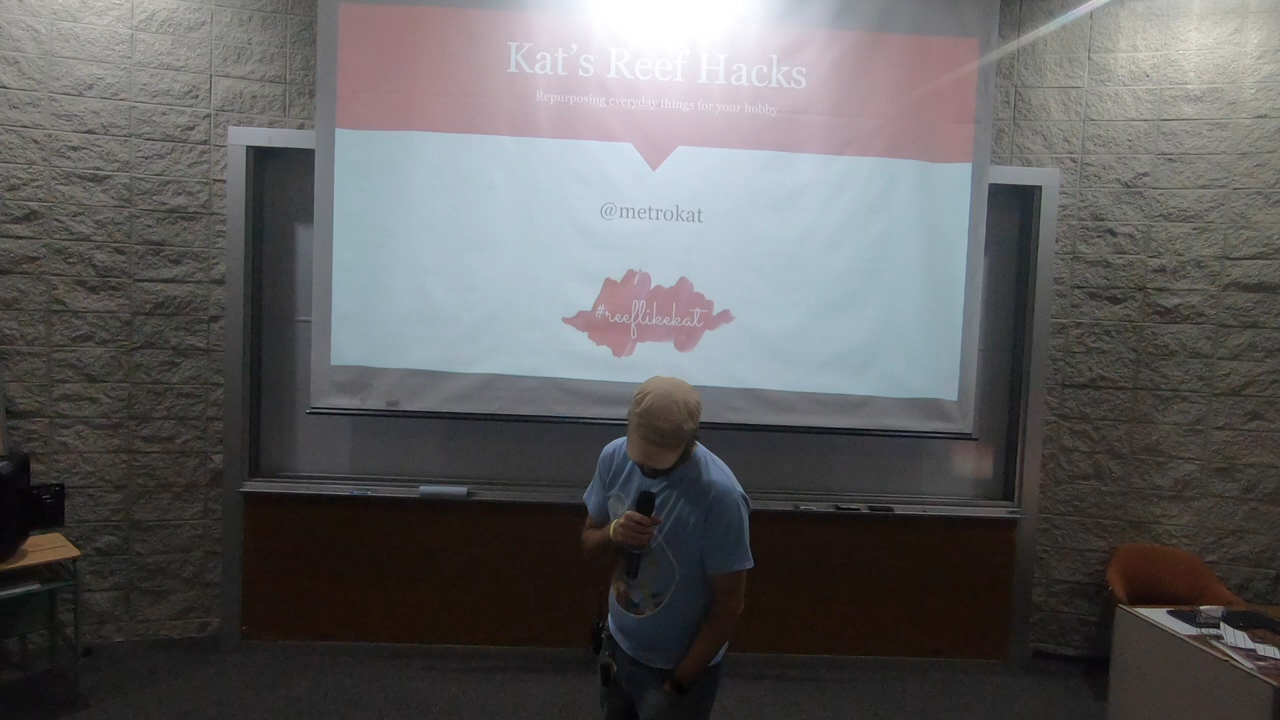 Kat's Reef Hacks
Repurposing everyday things for your hobby
@metrokat
#reeflikekat